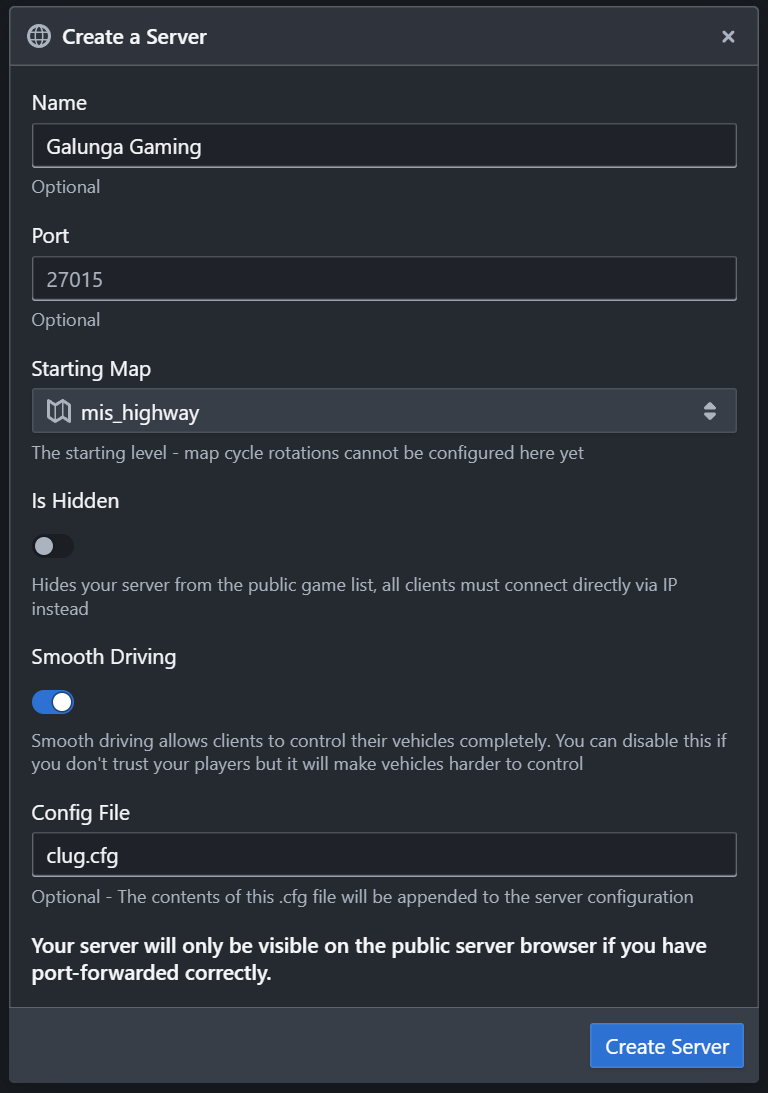 Create a Server
Name
Galunga Gaming
Optional
Port
27015
Optional
Starting Map
mis_highway
The starting level - map cycle rotations cannot be configured here yet
Is Hidden
Hides your server from the public game list, all clients must connect directly via IP
instead
Smooth Driving
Smooth driving allows clients to control their vehicles completely. You can disable this if
you don't trust your players but it will make vehicles harder to control
Config File
clug.cfg
Optional - The contents of this .cfg file will be appended to the server configuration
Your server will only be visible on the public server browser if you have
port-forwarded correctly.
Create Server